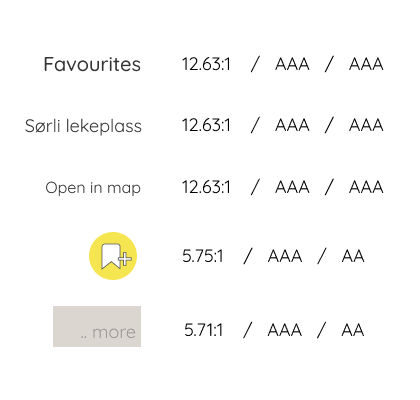 Favourites 12.63:1 / AAA / AAA
Sørli lekeplass 12.63:1 / AAA / AAA
Open in map 12.63:1 / AAA / AAA
5.75:1 / AAA / AA
.. more 5.71:1 / AAA / AA